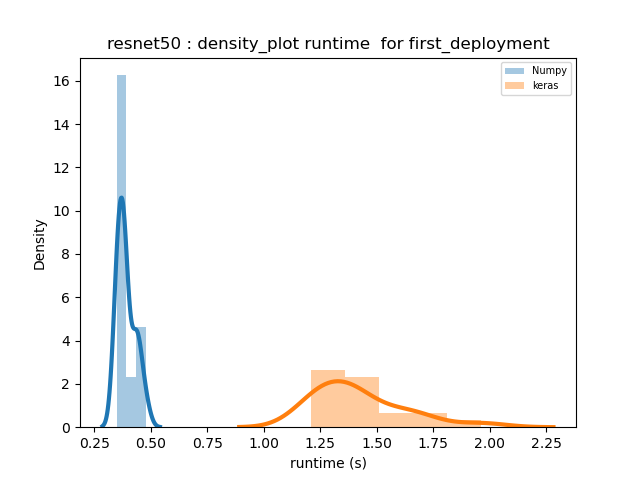 resnet50 : density_plot runtime  for first_deployment
Numpy
keras
16
14
12
10
8
6
4
2
0
Density
0.25 0.50 0.75 1.00 1.25 1.50 1.75 2.00 2.25
runtime (s)